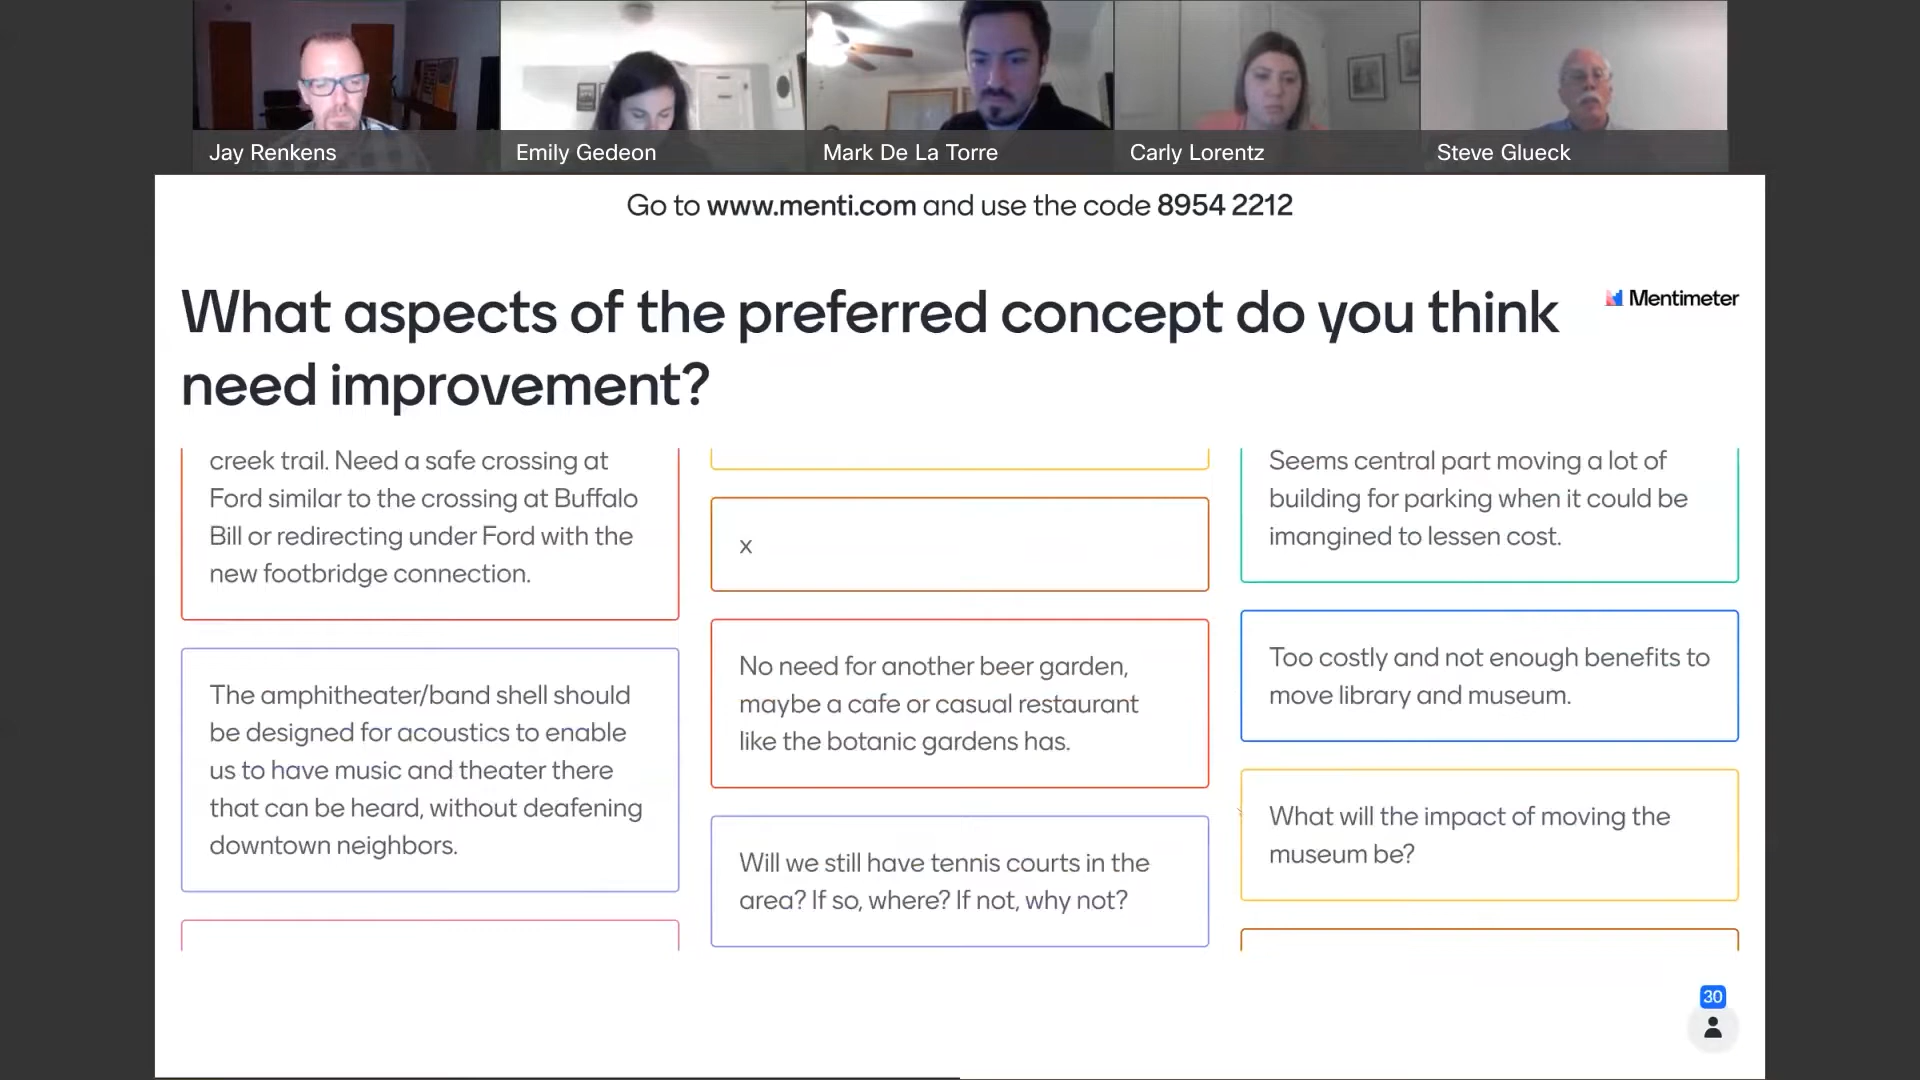 Jay Renkens
Emily Gedeon
Mark De La Torre
Carly Lorentz
Steve Glueck
Go to www.menti.com and use the code 8954 2212
What aspects of the preferred concept do you think
need improvement?
Mentimeter
creek trail. Need a safe crossing at
Ford similar to the crossing at Buffalo
Bill or redirecting under Ford with the
new footbridge connection.
The amphitheater/band shell should
be designed for acoustics to enable
us to have music and theater there
that can be heard, without deafening
downtown neighbors.
x
No need for another beer garden,
maybe a cafe or casual restaurant
like the botanic gardens has.
Will we still have tennis courts in the
area? If so, where? If not, why not?
Seems central part moving a lot of
building for parking when it could be
imangined to lessen cost.
Too costly and not enough benefits to
move library and museum.
What will the impact of moving the
museum be?
30